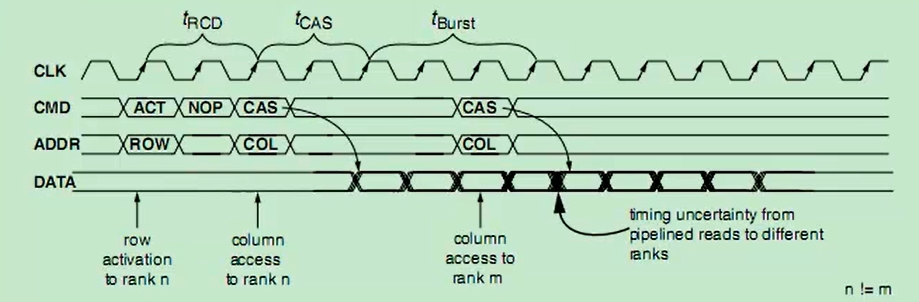 tRCD tCAS tBurst
CLK
CMD ACT NOP CAS CAS
ADDR ROW COL COL
DATA
timing uncertainty from
pipelined reads to different
ranks
row
activation
to rank n
column
access
to rank n
column
access to
rank m
n != m